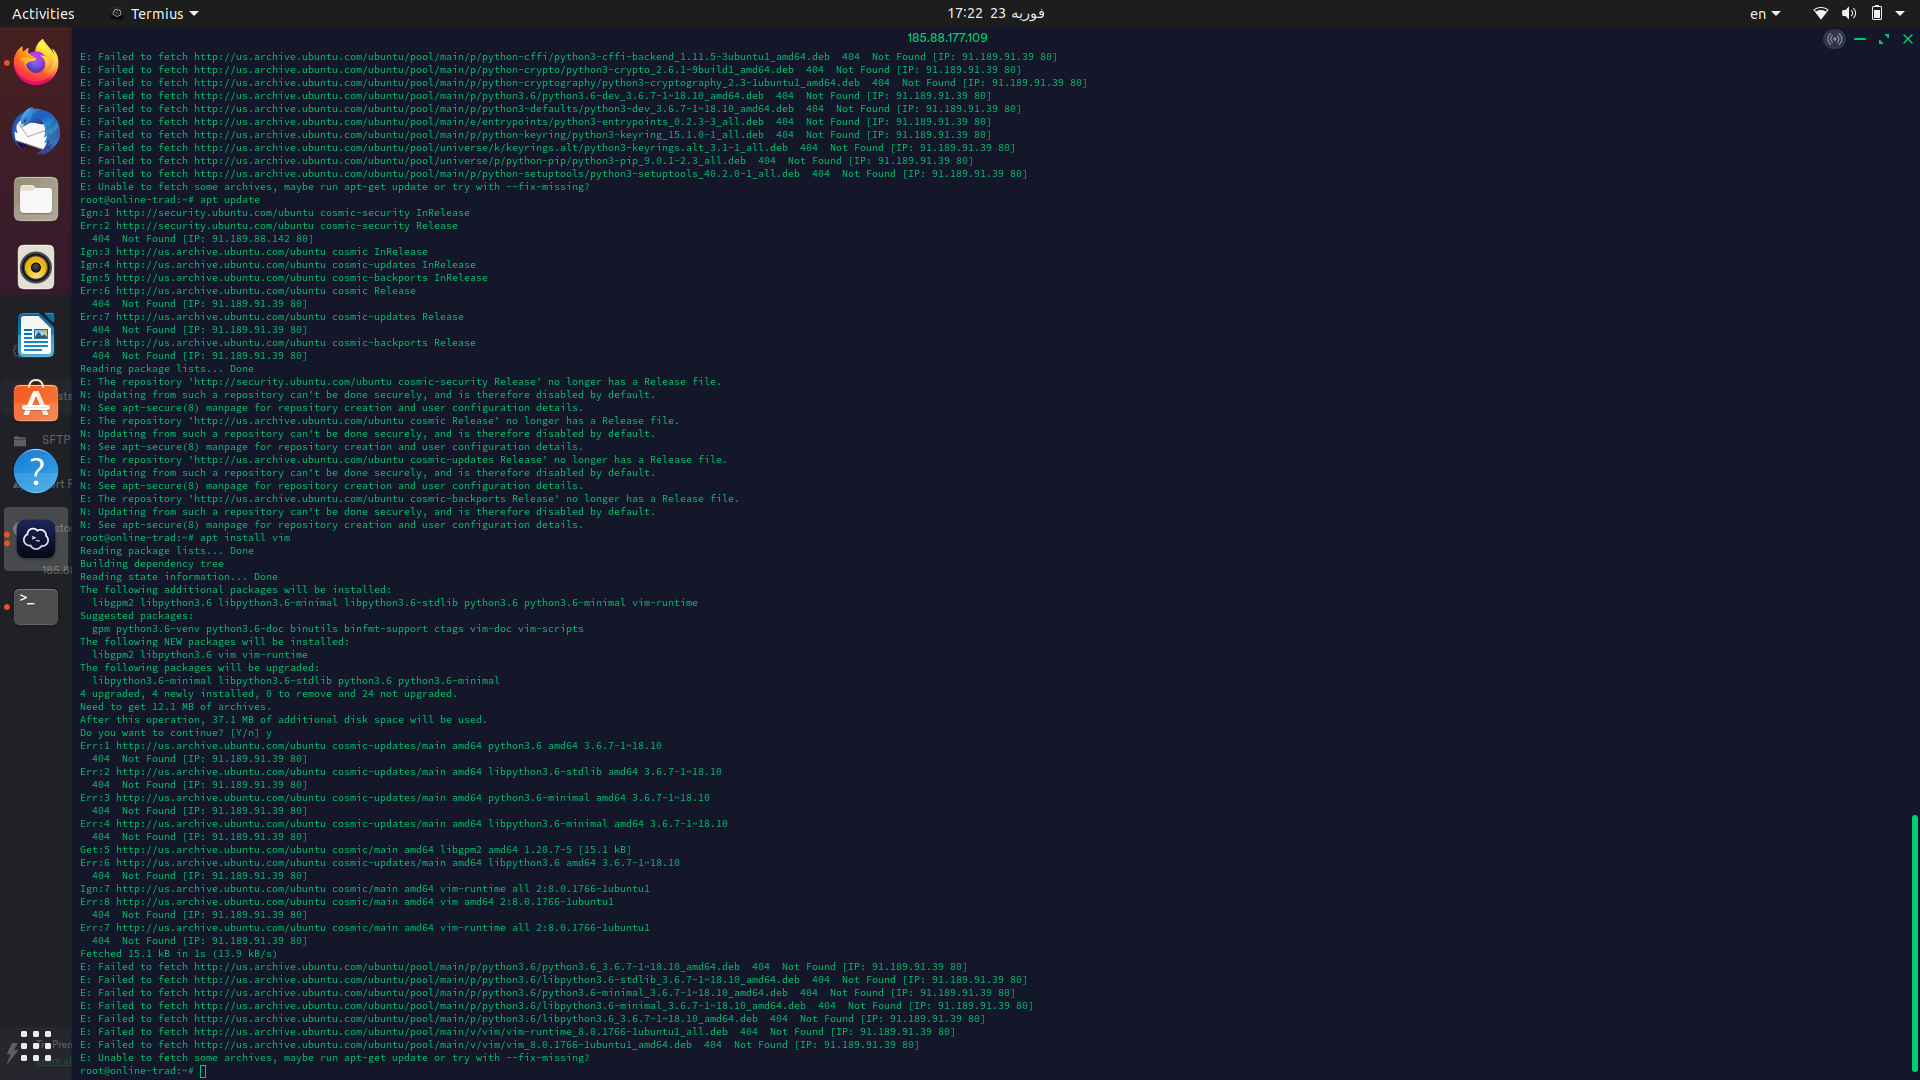 Activities
Termius
17:22  23 فوریه
en
185.88.177.109
E: Failed to fetch http://us.archive.ubuntu.com/ubuntu/pool/main/p/python-cffi/python3-cffi-backend_1.11.5-3ubuntu1_amd64.deb  404  Not Found [IP: 91.189.91.39 80]
E: Failed to fetch http://us.archive.ubuntu.com/ubuntu/pool/main/p/python-crypto/python3-crypto_2.6.1-9build1_amd64.deb  404  Not Found [IP: 91.189.91.39 80]
E: Failed to fetch http://us.archive.ubuntu.com/ubuntu/pool/main/p/python-cryptography/python3-cryptography_2.3-1ubuntu1_amd64.deb  404  Not Found [IP: 91.189.91.39 80]
E: Failed to fetch http://us.archive.ubuntu.com/ubuntu/pool/main/p/python3.6/python3.6-dev_3.6.7-1~18.10_amd64.deb  404  Not Found [IP: 91.189.91.39 80]
E: Failed to fetch http://us.archive.ubuntu.com/ubuntu/pool/main/p/python3-defaults/python3-dev_3.6.7-1~18.10_amd64.deb  404  Not Found [IP: 91.189.91.39 80]
E: Failed to fetch http://us.archive.ubuntu.com/ubuntu/pool/main/e/entrypoints/python3-entrypoints_0.2.3-3_all.deb  404  Not Found [IP: 91.189.91.39 80]
E: Failed to fetch http://us.archive.ubuntu.com/ubuntu/pool/main/p/python-keyring/python3-keyring_15.1.0-1_all.deb  404  Not Found [IP: 91.189.91.39 80]
E: Failed to fetch http://us.archive.ubuntu.com/ubuntu/pool/universe/k/keyrings.alt/python3-keyrings.alt_3.1-1_all.deb  404  Not Found [IP: 91.189.91.39 80]
E: Failed to fetch http://us.archive.ubuntu.com/ubuntu/pool/universe/p/python-pip/python3-pip_9.0.1-2.3_all.deb  404  Not Found [IP: 91.189.91.39 80]
E: Failed to fetch http://us.archive.ubuntu.com/ubuntu/pool/main/p/python-setuptools/python3-setuptools_40.2.0-1_all.deb  404  Not Found [IP: 91.189.91.39 80]
E: Unable to fetch some archives, maybe run apt-get update or try with --fix-missing?
root@online-trad:~# apt update
Ign:1 http://security.ubuntu.com/ubuntu cosmic-security InRelease
Err:2 http://security.ubuntu.com/ubuntu cosmic-security Release
  404  Not Found [IP: 91.189.88.142 80]
Ign:3 http://us.archive.ubuntu.com/ubuntu cosmic InRelease
Ign:4 http://us.archive.ubuntu.com/ubuntu cosmic-updates InRelease
Ign:5 http://us.archive.ubuntu.com/ubuntu cosmic-backports InRelease
Err:6 http://us.archive.ubuntu.com/ubuntu cosmic Release
  404  Not Found [IP: 91.189.91.39 80]
Err:7 http://us.archive.ubuntu.com/ubuntu cosmic-updates Release
  404  Not Found [IP: 91.189.91.39 80]
Err:8 http://us.archive.ubuntu.com/ubuntu cosmic-backports Release
  404  Not Found [IP: 91.189.91.39 80]
Reading package lists... Done
E: The repository 'http://security.ubuntu.com/ubuntu cosmic-security Release' no longer has a Release file.
N: Updating from such a repository can't be done securely, and is therefore disabled by default.
N: See apt-secure(8) manpage for repository creation and user configuration details.
E: The repository 'http://us.archive.ubuntu.com/ubuntu cosmic Release' no longer has a Release file.
N: Updating from such a repository can't be done securely, and is therefore disabled by default.
N: See apt-secure(8) manpage for repository creation and user configuration details.
E: The repository 'http://us.archive.ubuntu.com/ubuntu cosmic-updates Release' no longer has a Release file.
N: Updating from such a repository can't be done securely, and is therefore disabled by default.
N: See apt-secure(8) manpage for repository creation and user configuration details.
E: The repository 'http://us.archive.ubuntu.com/ubuntu cosmic-backports Release' no longer has a Release file.
N: Updating from such a repository can't be done securely, and is therefore disabled by default.
N: See apt-secure(8) manpage for repository creation and user configuration details.
root@online-trad:~# apt install vim
Reading package lists... Done
Building dependency tree
Reading state information... Done
The following additional packages will be installed:
  libgpm2 libpython3.6 libpython3.6-minimal libpython3.6-stdlib python3.6 python3.6-minimal vim-runtime
Suggested packages:
  gpm python3.6-venv python3.6-doc binutils binfmt-support ctags vim-doc vim-scripts
The following NEW packages will be installed:
  libgpm2 libpython3.6 vim vim-runtime
The following packages will be upgraded:
  libpython3.6-minimal libpython3.6-stdlib python3.6 python3.6-minimal
4 upgraded, 4 newly installed, 0 to remove and 24 not upgraded.
Need to get 12.1 MB of archives.
After this operation, 37.1 MB of additional disk space will be used.
Do you want to continue? [Y/n] y
Err:1 http://us.archive.ubuntu.com/ubuntu cosmic-updates/main amd64 python3.6 amd64 3.6.7-1~18.10
  404  Not Found [IP: 91.189.91.39 80]
Err:2 http://us.archive.ubuntu.com/ubuntu cosmic-updates/main amd64 libpython3.6-stdlib amd64 3.6.7-1~18.10
  404  Not Found [IP: 91.189.91.39 80]
Err:3 http://us.archive.ubuntu.com/ubuntu cosmic-updates/main amd64 python3.6-minimal amd64 3.6.7-1~18.10
  404  Not Found [IP: 91.189.91.39 80]
Err:4 http://us.archive.ubuntu.com/ubuntu cosmic-updates/main amd64 libpython3.6-minimal amd64 3.6.7-1~18.10
  404  Not Found [IP: 91.189.91.39 80]
Get:5 http://us.archive.ubuntu.com/ubuntu cosmic/main amd64 libgpm2 amd64 1.20.7-5 [15.1 kB]
Err:6 http://us.archive.ubuntu.com/ubuntu cosmic-updates/main amd64 libpython3.6 amd64 3.6.7-1~18.10
  404  Not Found [IP: 91.189.91.39 80]
Ign:7 http://us.archive.ubuntu.com/ubuntu cosmic/main amd64 vim-runtime all 2:8.0.1766-1ubuntu1
Err:8 http://us.archive.ubuntu.com/ubuntu cosmic/main amd64 vim amd64 2:8.0.1766-1ubuntu1
  404  Not Found [IP: 91.189.91.39 80]
Err:7 http://us.archive.ubuntu.com/ubuntu cosmic/main amd64 vim-runtime all 2:8.0.1766-1ubuntu1
  404  Not Found [IP: 91.189.91.39 80]
Fetched 15.1 kB in 1s (13.9 kB/s)
E: Failed to fetch http://us.archive.ubuntu.com/ubuntu/pool/main/p/python3.6/python3.6_3.6.7-1~18.10_amd64.deb  404  Not Found [IP: 91.189.91.39 80]
E: Failed to fetch http://us.archive.ubuntu.com/ubuntu/pool/main/p/python3.6/libpython3.6-stdlib_3.6.7-1~18.10_amd64.deb  404  Not Found [IP: 91.189.91.39 80]
E: Failed to fetch http://us.archive.ubuntu.com/ubuntu/pool/main/p/python3.6/python3.6-minimal_3.6.7-1~18.10_amd64.deb  404  Not Found [IP: 91.189.91.39 80]
E: Failed to fetch http://us.archive.ubuntu.com/ubuntu/pool/main/p/python3.6/libpython3.6-minimal_3.6.7-1~18.10_amd64.deb  404  Not Found [IP: 91.189.91.39 80]
E: Failed to fetch http://us.archive.ubuntu.com/ubuntu/pool/main/p/python3.6/libpython3.6_3.6.7-1~18.10_amd64.deb  404  Not Found [IP: 91.189.91.39 80]
E: Failed to fetch http://us.archive.ubuntu.com/ubuntu/pool/main/v/vim/vim-runtime_8.0.1766-1ubuntu1_all.deb  404  Not Found [IP: 91.189.91.39 80]
E: Failed to fetch http://us.archive.ubuntu.com/ubuntu/pool/main/v/vim/vim_8.0.1766-1ubuntu1_amd64.deb  404  Not Found [IP: 91.189.91.39 80]
E: Unable to fetch some archives, maybe run apt-get update or try with --fix-missing?
root@online-trad:~#
SFTP
185.88